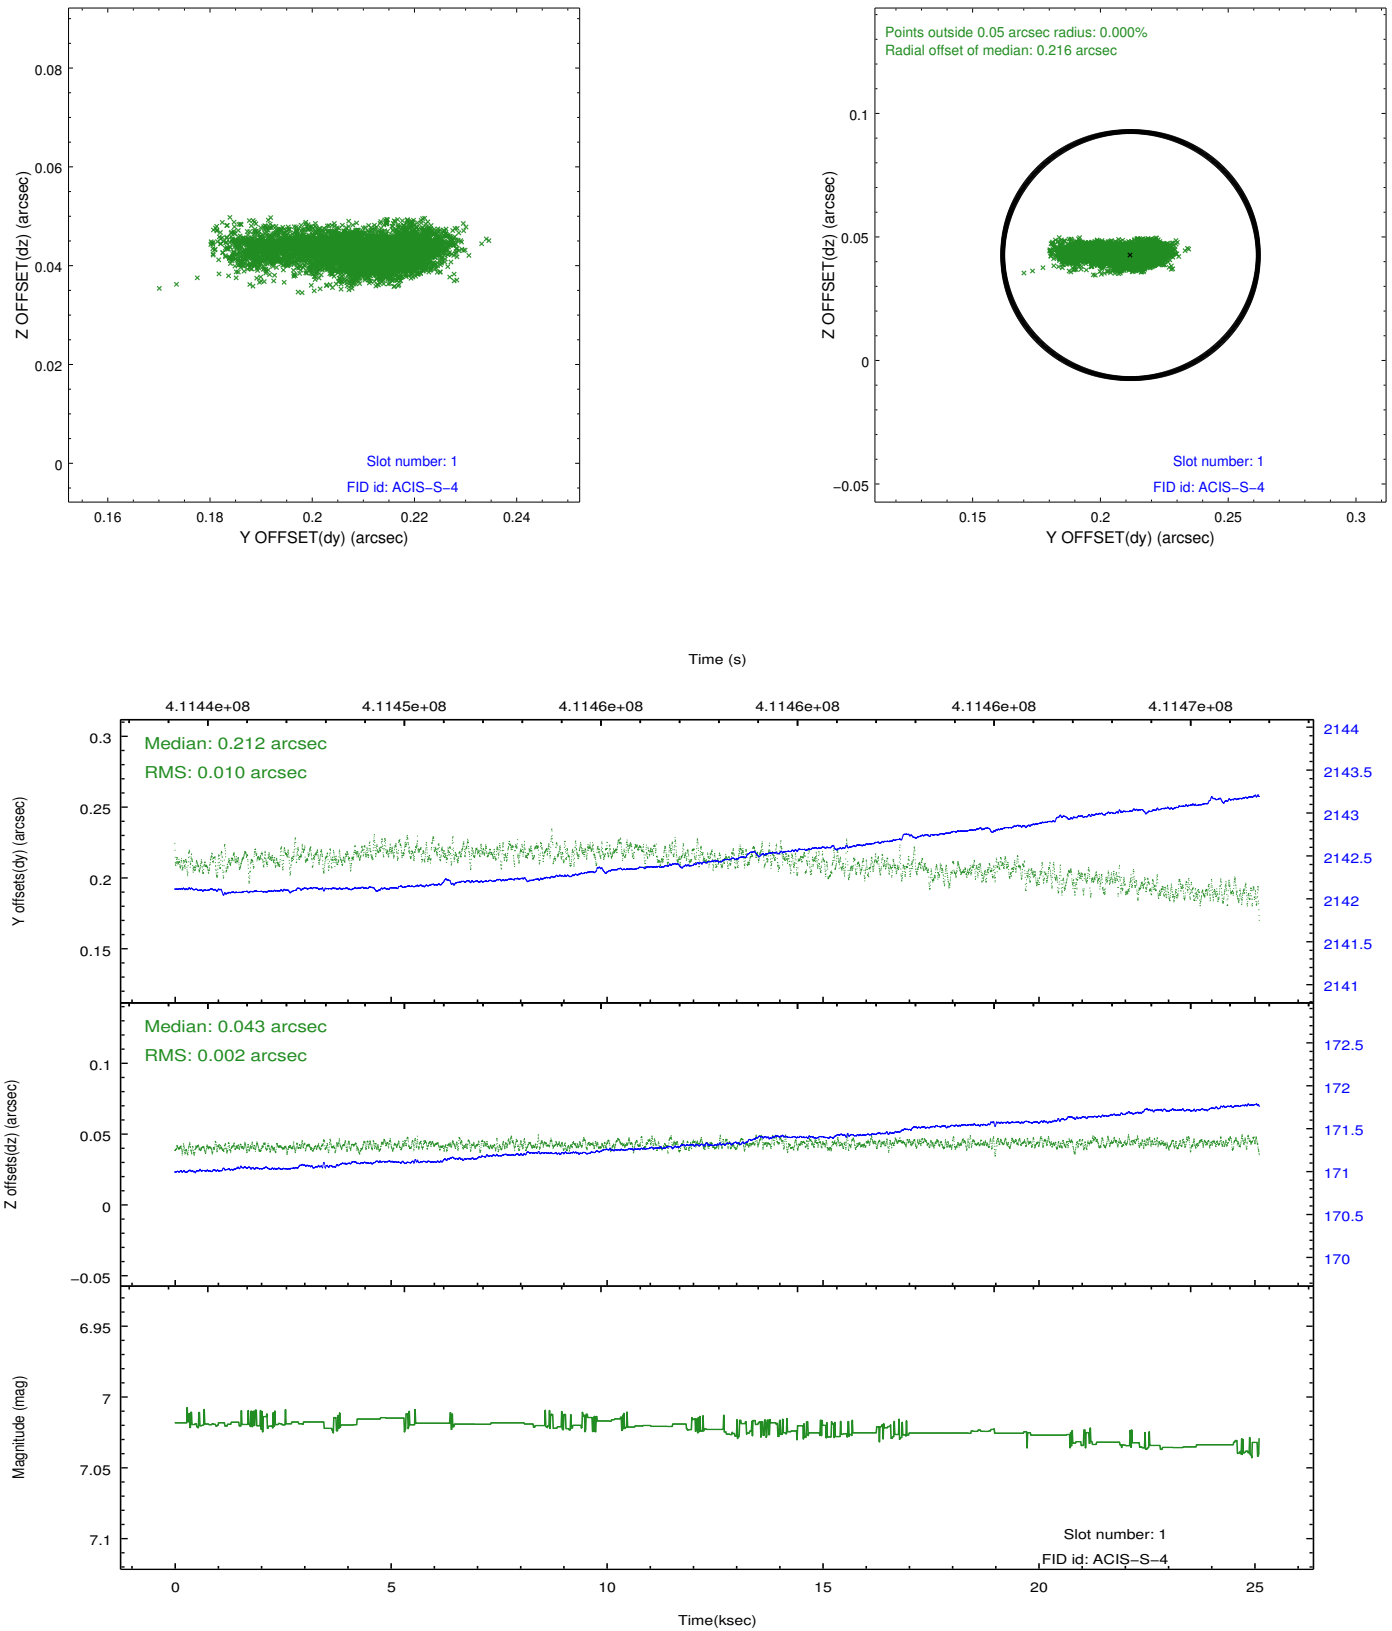 0.08
0.06
0.04
0.02
0
Z OFFSET(dz) (arcsec)
Slot number: 1
FID id: ACIS−S−4
0.16 0.18 0.2 0.22 0.24
Y OFFSET(dy) (arcsec)
Points outside 0.05 arcsec radius: 0.000%
Radial offset of median: 0.216 arcsec
0.1
0.05
0
−0.05
Z OFFSET(dz) (arcsec)
Slot number: 1
FID id: ACIS−S−4
0.15 0.2 0.25 0.3
Y OFFSET(dy) (arcsec)
Time (s)
4.1144e+08 4.1145e+08 4.1146e+08 4.1146e+08 4.1146e+08 4.1147e+08
Median: 0.212 arcsec
RMS: 0.010 arcsec
0.3
0.25
0.2
0.15
Y offsets(dy) (arcsec)
2144
2143.5
2143
2142.5
2142
2141.5
2141
Median: 0.043 arcsec
RMS: 0.002 arcsec
0.1
0.05
0
−0.05
Z offsets(dz) (arcsec)
172.5
172
171.5
171
170.5
170
6.95
7
7.05
7.1
Magnitude (mag)
Slot number: 1
FID id: ACIS−S−4
0 5 10 15 20 25
Time(ksec)